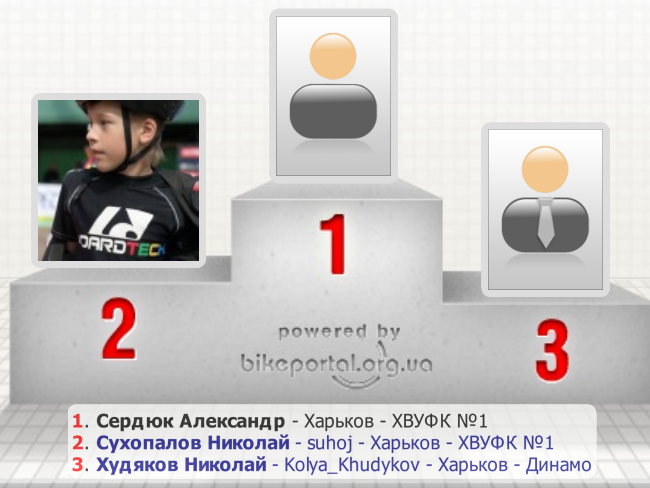 OARDTECK
1
2
3
powered by
bikeportal.org.ua
1. Сердюк Александр - Харьков - ХВУФК №1
2. Сухопалов Николай - suhoj - Харьков - ХВУФК №1
3. Худяков Николай - Kolya_Khudykov - Харьков - Динамо